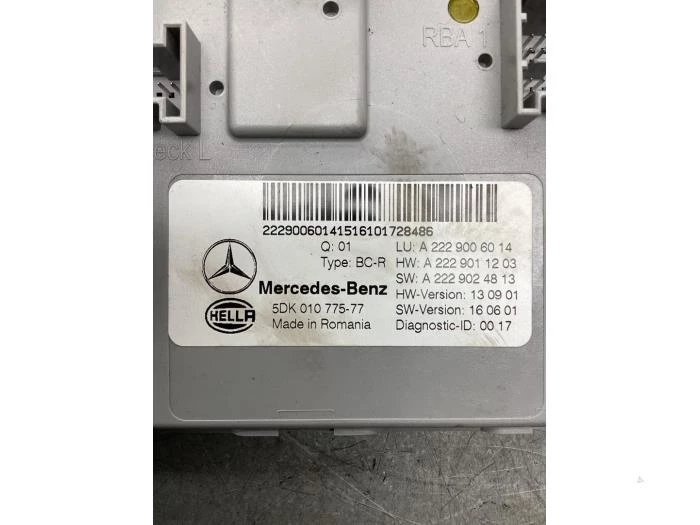 RBA 1
eck L
22290060141516101728486
Q: 01 LU: A 222 900 60 14
Type: BC-R HW: A 222 901 12 03
SW: A 222 902 48 13
Mercedes-Benz HW-Version: 13 09 01
HELLA 5DK 010 775-77 SW-Version: 16 06 01
Made in Romania Diagnostic-ID: 00 17